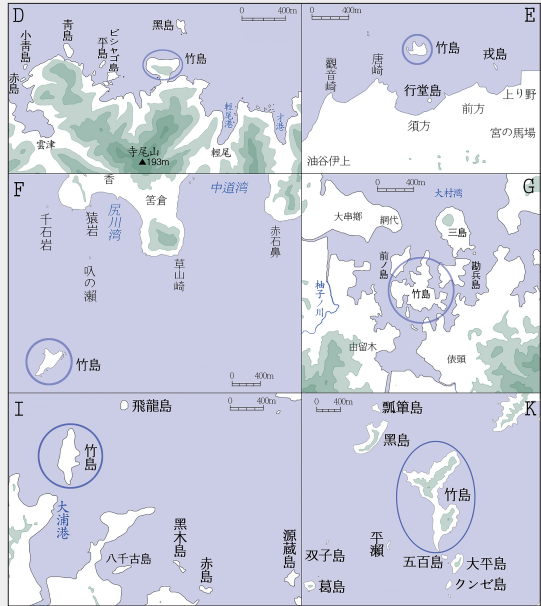 D
0 400m
黒島
青島
小青島
平島
ビシャゴ島
竹島
赤島
軽尾港
才港
雲津
寺尾山
▲193m
軽尾
E
0 400m
竹島
戎島
唐崎
観音崎
行堂島
上り野
前方
須方
宮の馬場
油谷伊上
F
香
笘倉
中道湾
千石岩
猿岩
尻川湾
赤石鼻
草山崎
竹島
0 400m
G
0 400m
大村湾
大串郷
網代
三島
前ノ島
勘兵島
竹島
柚子ノ川
由留木
俵頭
I
飛龍島
0 400m
竹島
大浦港
黒木島
源蔵島
八千古島
赤島
K
0 400m
瓢箪島
黒島
竹島
平瀬
双子島
五百島
大平島
葛島
クンゼ島